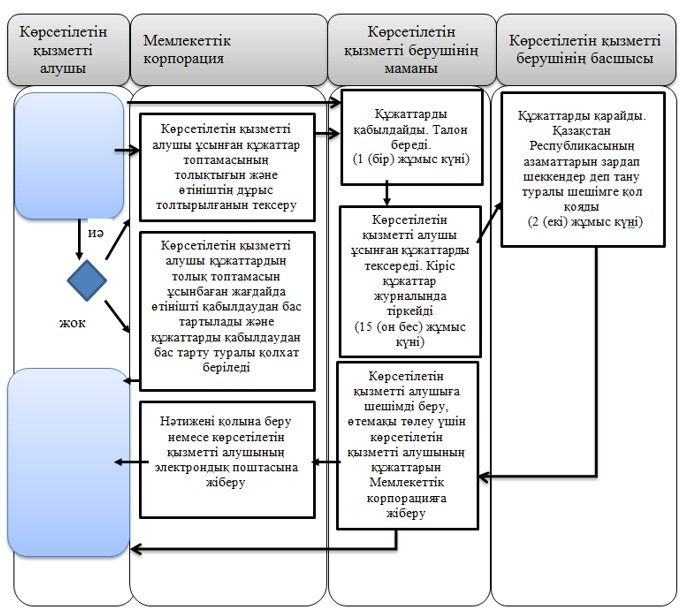 Көрсетілетін
қызметті
алушы
Мемлекеттік
корпорация
Көрсетілетін
қызметті берушінің
маманы
Көрсетілетін қызметті
берушінің басшысы
Көрсетілетін қызметті
алушы ұсынған құжаттар
топтамасының
толықтығын және
өтініштің дұрыс
толтырылғанын тексеру
Құжаттарды
қабылдайды. Талон
береді.
(1 (бір) жұмыс күні)
Құжаттарды қарайды.
Қазақстан
Республикасының
азаматтарын зардап
шеккендер деп тану
туралы шешімге қол
қояды
(2 (екі) жұмыс күңі)
иә
жок
Көрсетілетін қызметті
алушы құжаттардың
толық топтамасын
ұсынбаған жағдайда
өтінішті қабылдаудан бас
тартылады және
құжаттарды қабылдаудан
бас тарту туралы қолхат
беріледі
Көрсетілетін
қызметті алушы
ұсынған құжаттарды
тексереді. Кіріс
құжаттар
журналында
тіркейді
(15 (он бес) жұмыс
күні)
Нәтижені қолына беру
немесе көрсетілетін
қызметті алушының
электрондық поштасына
жіберу
Көрсетілетін
қызметті алушыға
шешімді беру,
өтемақы төлеу үшін
көрсетілетін
қызметті алушының
құжаттарын
Мемлекеттік
корпорацияға
жіберу